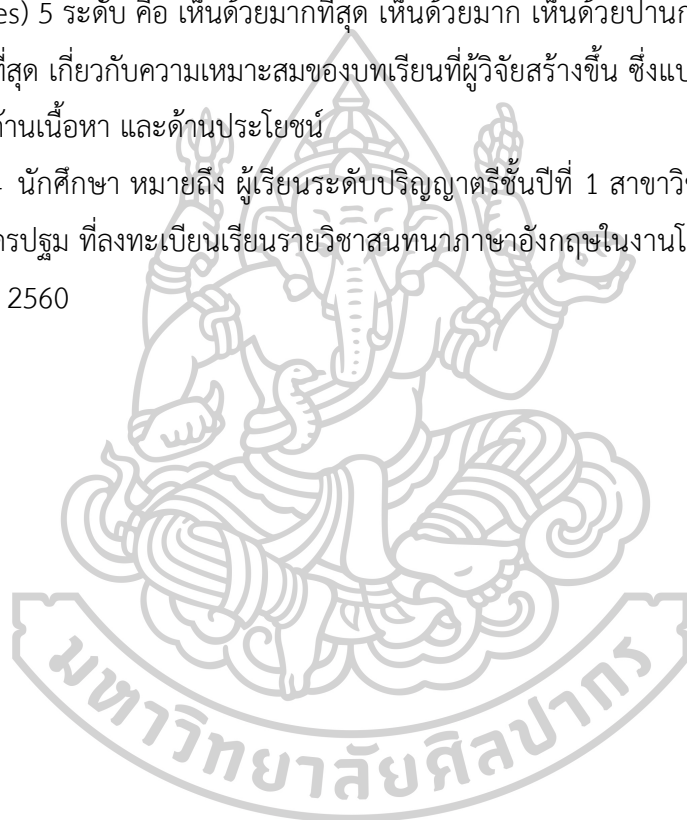 es) 5 ระดับ คือ เห็นด้วยมากที่สุด เห็นด้วยมาก เห็นด้วยปานก
ที่สุด เกี่ยวกับความเหมาะสมของบทเรียนที่ผู้วิจัยสร้างขึ้น ซึ่งแบ
ด้านเนื้อหา และด้านประโยชน์
นักศึกษา หมายถึง ผู้เรียนระดับปริญญาตรีชั้นปีที่ 1 สาขาวิ
รปฐม ที่ลงทะเบียนเรียนรายวิชาสนทนาภาษาอังกฤษในงานโ
2560
มหาวิทยาลัยศิลปากร